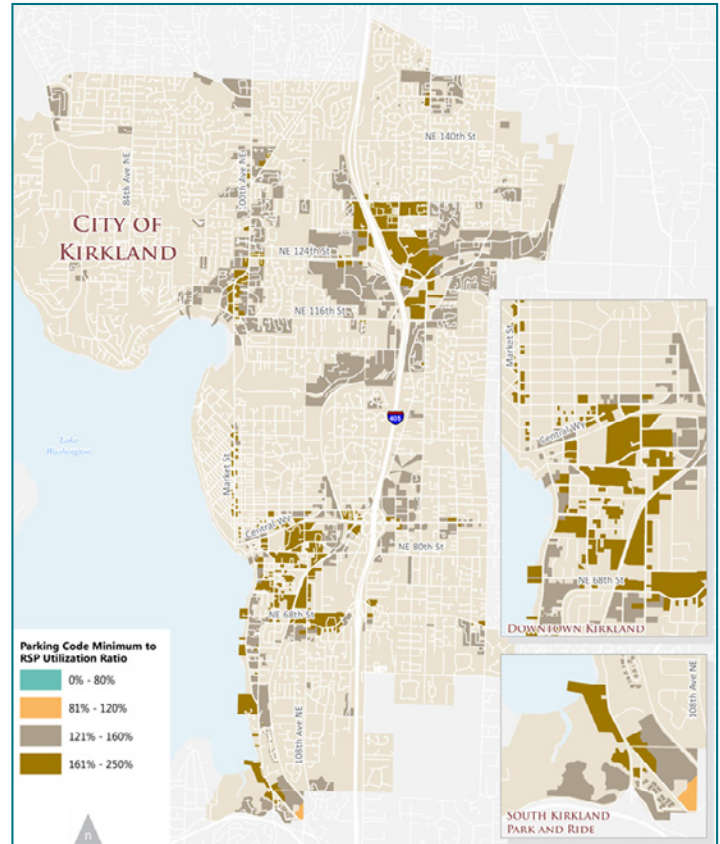 NE 140th St
84th Ave NE
100th Ave NE
CITY OF
KIRKLAND
NE 124th St
NE 116th St
405
Lake
Washington
Market St
Central Wy
NE 80th St
NE 68th St
108th Ave NE
Market St
Central Wy
NE 68th St
DOWNTOWN KIRKLAND
108th Ave NE
SOUTH KIRKLAND
PARK AND RIDE
Parking Code Minimum to
RSP Utilization Ratio
0% - 80%
81% - 120%
121% - 160%
161% - 250%
n